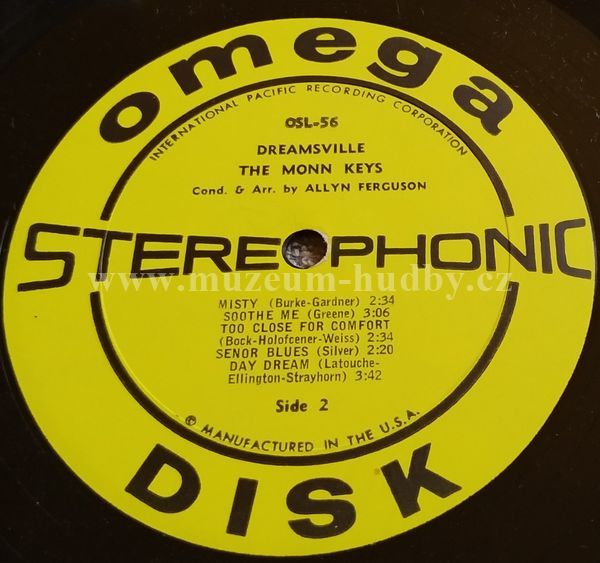 omega
INTERNATIONAL PACIFIC RECORDING CORPORATION
OSL-56
DREAMSVILLE
THE MONN KEYS
Cond. & Arr. by ALLYN FERGUSON
STEREOPHONIC
www.muzeum-hudby.cz
MISTY (Burke-Gardner) 2:34
SOOTHE ME (Greene) 3:06
TOO CLOSE FOR COMFORT
(Bock-Holofcener-Weiss) 2:34
SENOR BLUES (Silver) 2:20
DAY DREAM (Latouche-
Ellington-Strayhorn) 3:42
Side 2
© MANUFACTURED IN THE U.S.A.
DISK